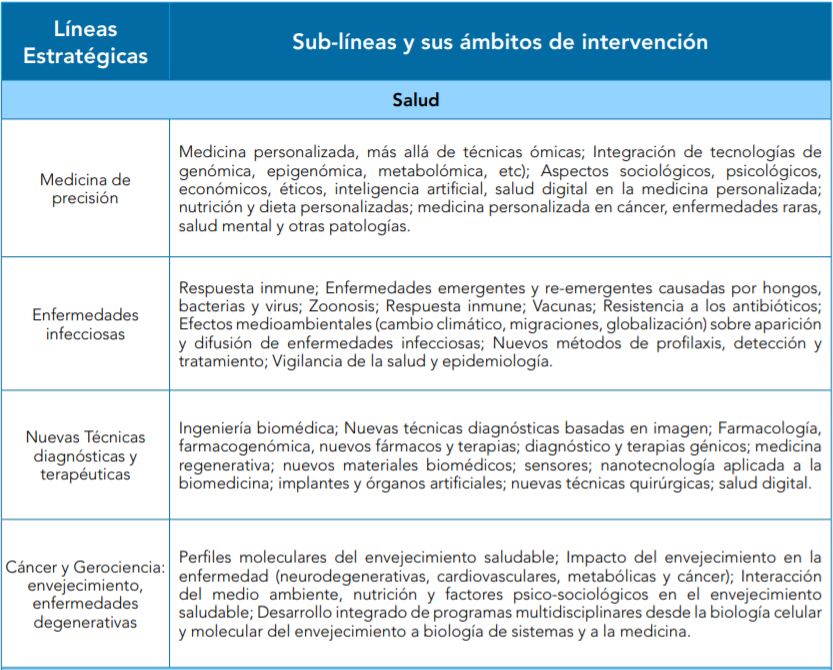 Líneas
Estratégicas
Sub-líneas y sus ámbitos de intervención
Salud
Medicina de
precisión
Medicina personalizada, más allá de técnicas ómicas; Integración de tecnologías de
genómica, epigenómica, metabolómica, etc); Aspectos sociológicos, psicológicos,
económicos, éticos, inteligencia artificial, salud digital en la medicina personalizada;
nutrición y dieta personalizadas; medicina personalizada en cáncer, enfermedades raras,
salud mental y otras patologías.
Enfermedades
infecciosas
Respuesta inmune; Enfermedades emergentes y re-emergentes causadas por hongos,
bacterias y virus; Zoonosis; Respuesta inmune; Vacunas; Resistencia a los antibióticos;
Efectos medioambientales (cambio climático, migraciones, globalización) sobre aparición
y difusión de enfermedades infecciosas; Nuevos métodos de profilaxis, detección y
tratamiento; Vigilancia de la salud y epidemiología.
Nuevas Técnicas
diagnósticas y
terapéuticas
Ingeniería biomédica; Nuevas técnicas diagnósticas basadas en imagen; Farmacología,
farmacogenómica, nuevos fármacos y terapias; diagnóstico y terapias génicos; medicina
regenerativa; nuevos materiales biomédicos; sensores; nanotecnología aplicada a la
biomedicina; implantes y órganos artificiales; nuevas técnicas quirúrgicas; salud digital.
Cáncer y Gerociencia:
envejecimiento,
enfermedades
degenerativas
Perfiles moleculares del envejecimiento saludable; Impacto del envejecimiento en la
enfermedad (neurodegenerativas, cardiovasculares, metabólicas y cáncer); Interacción
del medio ambiente, nutrición y factores psico-sociológicos en el envejecimiento
saludable; Desarrollo integrado de programas multidisciplinares desde la biología celular
y molecular del envejecimiento a biología de sistemas y a la medicina.